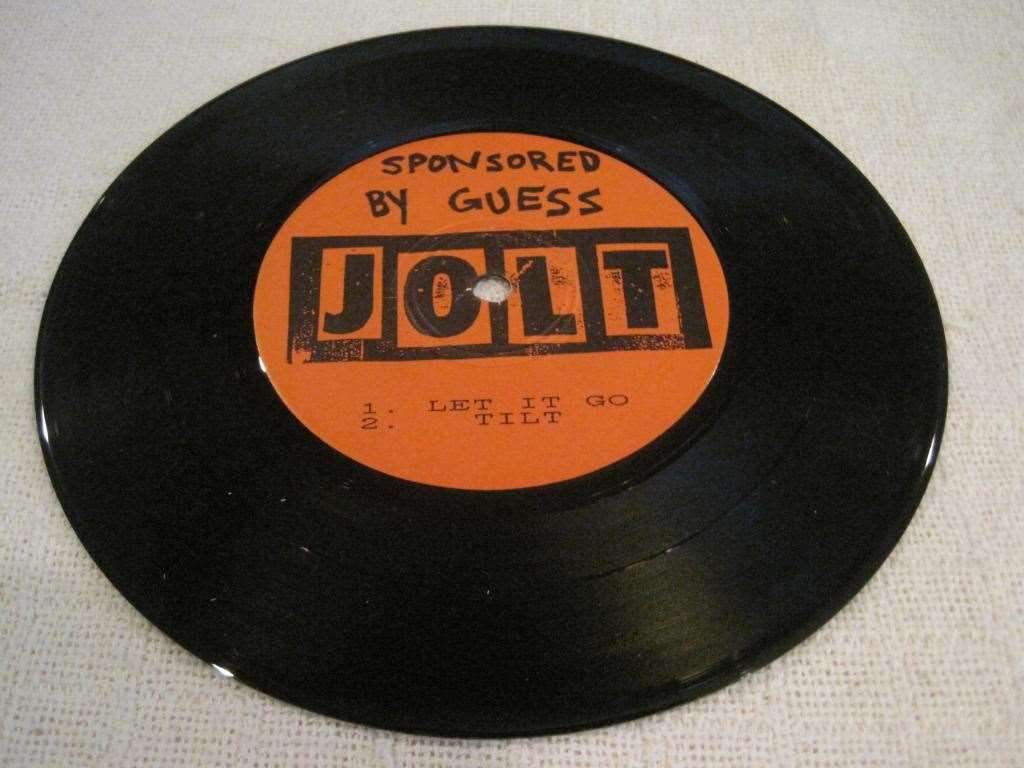 SPONSORED
BY GUESS
JOLT
1. LET IT GO
2. TILT